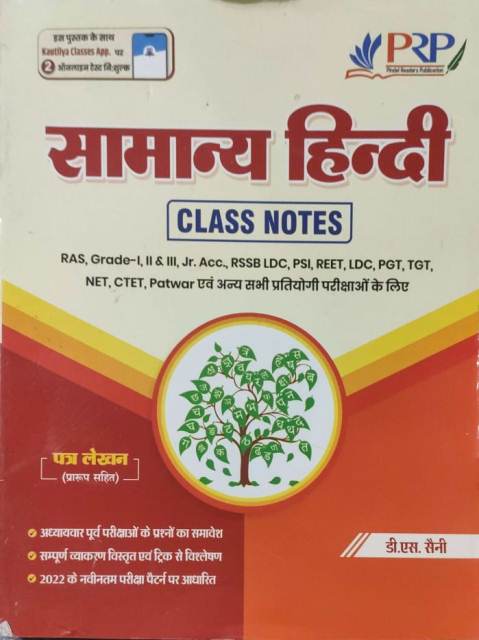 इस पुस्तक के साथ
Kautilya Classes App. पर
2 ऑनलाइन टेस्ट नि:शुल्क
PRP
Pindel Readers Publication
सामान्य हिन्दी
CLASS NOTES
RAS, Grade-I, II & III, Jr. Acc., RSSB LDC, PSI, REET, LDC, PGT, TGT,
NET, CTET, Patwar एवं अन्य सभी प्रतियोगी परीक्षाओं के लिए
पत्र लेखन
(प्रारूप सहित)
अध्यायवार पूर्व परीक्षाओं के प्रश्नों का समावेश
सम्पूर्ण व्याकरण विस्तृत एवं ट्रिक से विश्लेषण
2022 के नवीनतम परीक्षा पैटर्न पर आधारित
डी.एस. सैनी